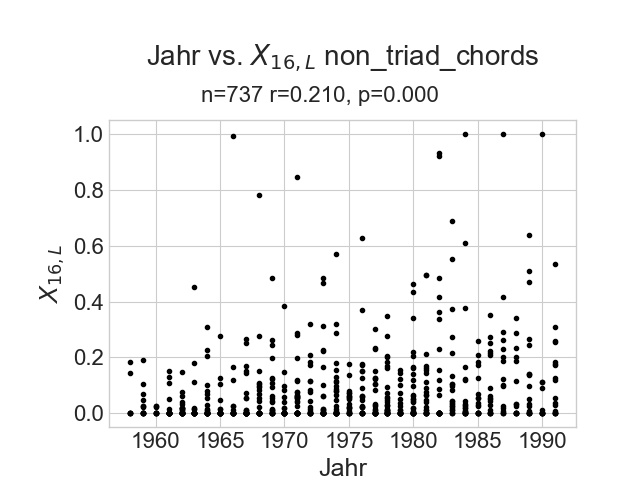 Jahr vs. X16, L non_triad_chords
n=737 r=0.210, p=0.000
1.0
0.8
0.6
0.4
0.2
0.0
X16, L
1960 1965 1970 1975 1980 1985 1990
Jahr